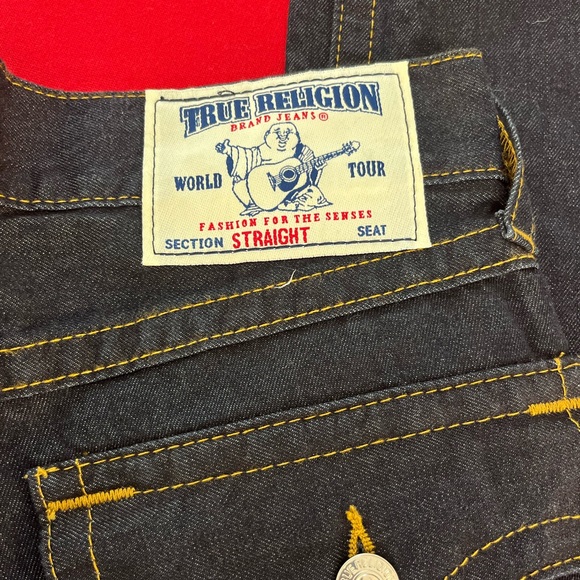 TRUE RELIGION
BRAND JEANS®
WORLD TOUR
FASHION FOR THE SENSES
SECTION STRAIGHT SEAT